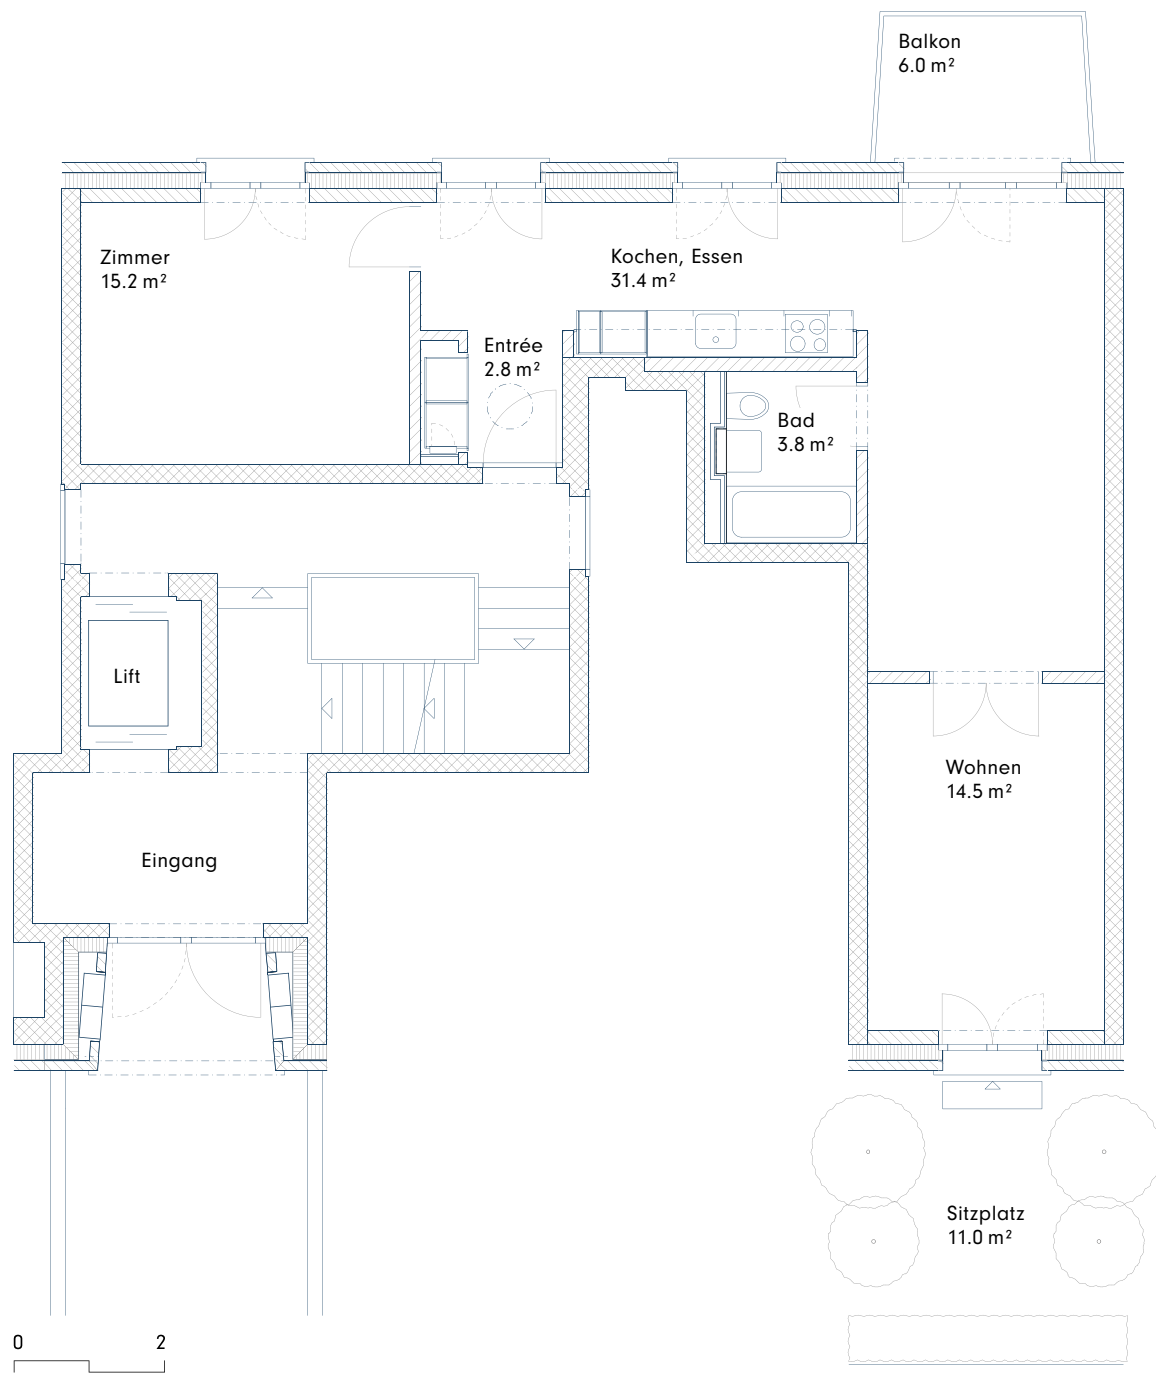 Balkon
6.0 m²
Zimmer
15.2 m²
Kochen, Essen
31.4 m²
Entrée
2.8 m²
Bad
3.8 m²
Lift
Wohnen
14.5 m²
Eingang
Sitzplatz
11.0 m²
0 2